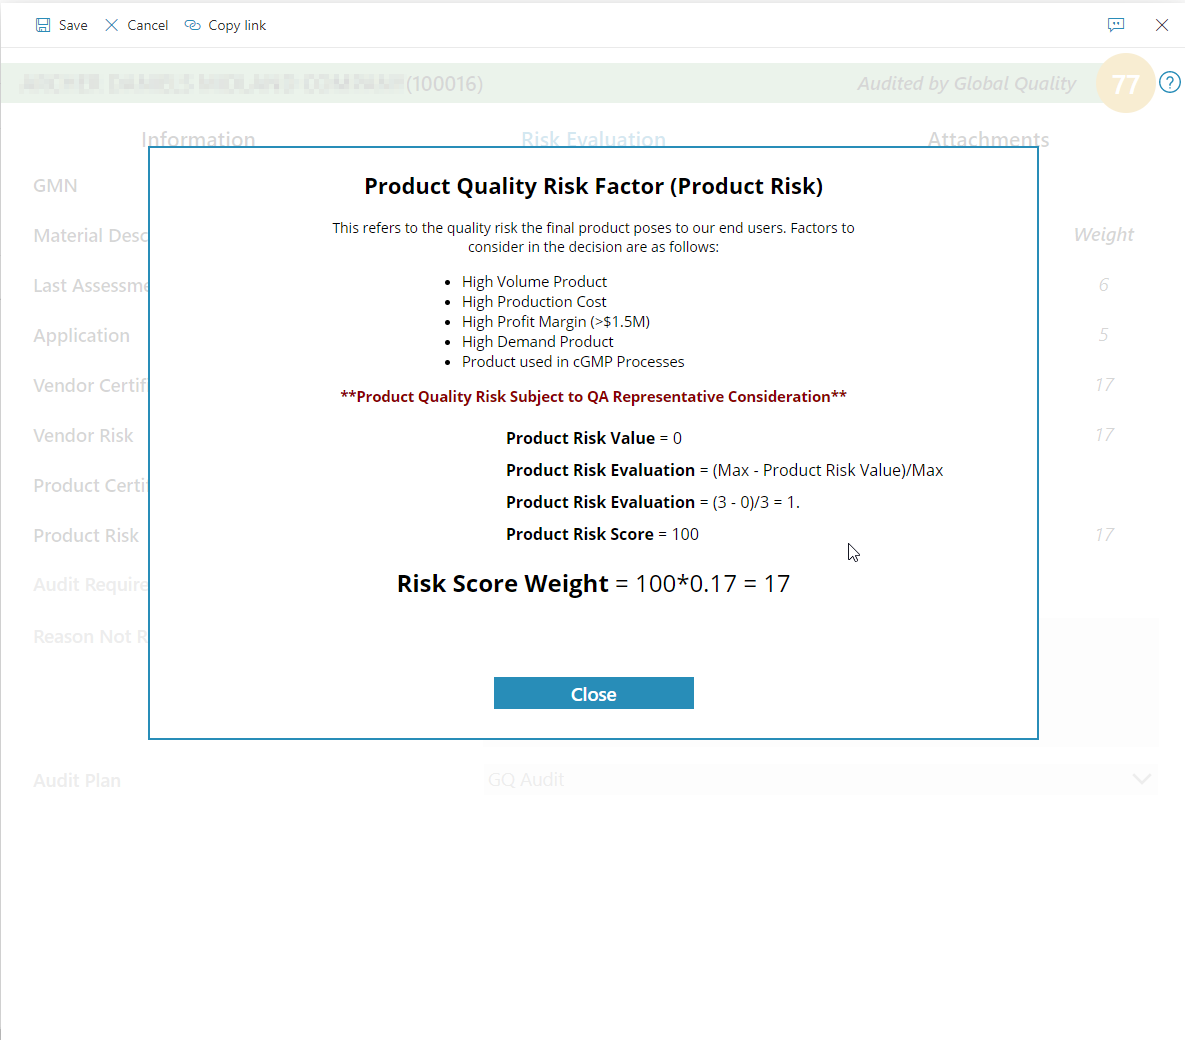 Save Cancel Copy link
(100016) Audited by Global Quality 77 ?
Information Risk Evaluation Attachments
GMN
Material Desc Weight
Last Assessme 6
Application 5
Vendor Certif 17
Vendor Risk 17
Product Certi
Product Risk 17
Audit Require
Reason Not R
Product Quality Risk Factor (Product Risk)
This refers to the quality risk the final product poses to our end users. Factors to
consider in the decision are as follows:
• High Volume Product
• High Production Cost
• High Profit Margin (>$1.5M)
• High Demand Product
• Product used in cGMP Processes
**Product Quality Risk Subject to QA Representative Consideration**
Product Risk Value = 0
Product Risk Evaluation = (Max - Product Risk Value)/Max
Product Risk Evaluation = (3 - 0)/3 = 1.
Product Risk Score = 100
Risk Score Weight = 100*0.17 = 17
Close
Audit Plan GQ Audit